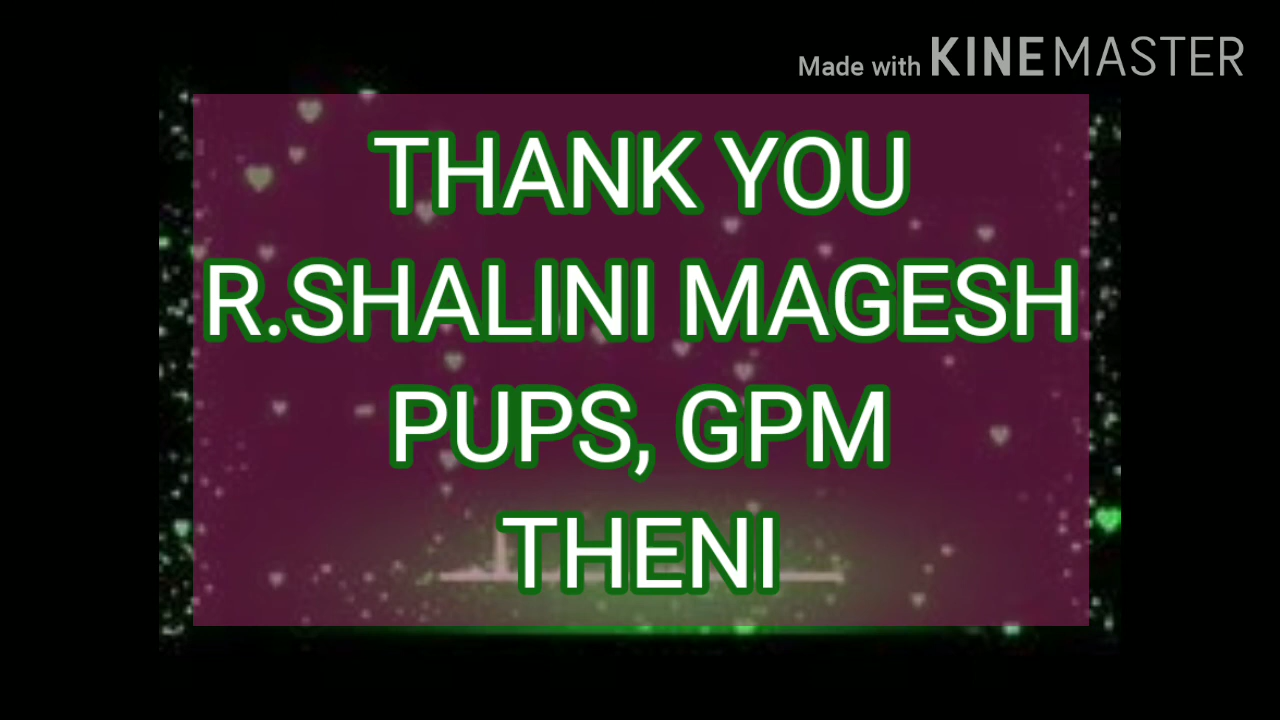 Made with KINEMASTER
THANK YOU
R.SHALINI MAGESH
PUPS, GPM
THENI